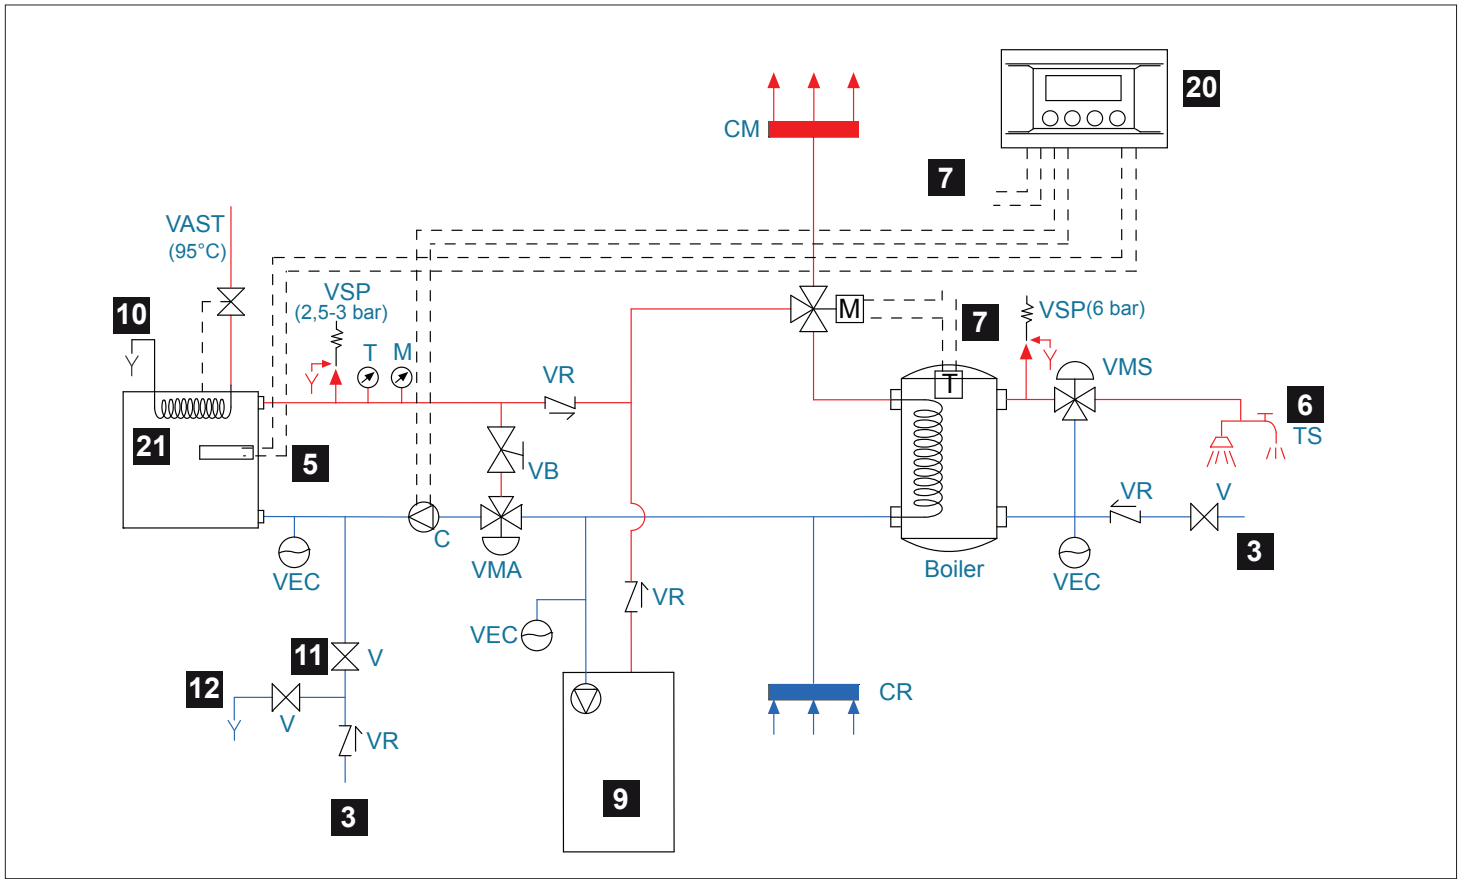 20
CM
7
VAST
(95°C)
VSP
(2,5-3 bar)
10
M
7
VSP(6 bar)
T
M
VR
VMS
T
6
TS
21
5
VB
VR
V
C
VMA
3
VEC
Boiler
VEC
VR
VEC
11
V
12
V
CR
VR
9
3